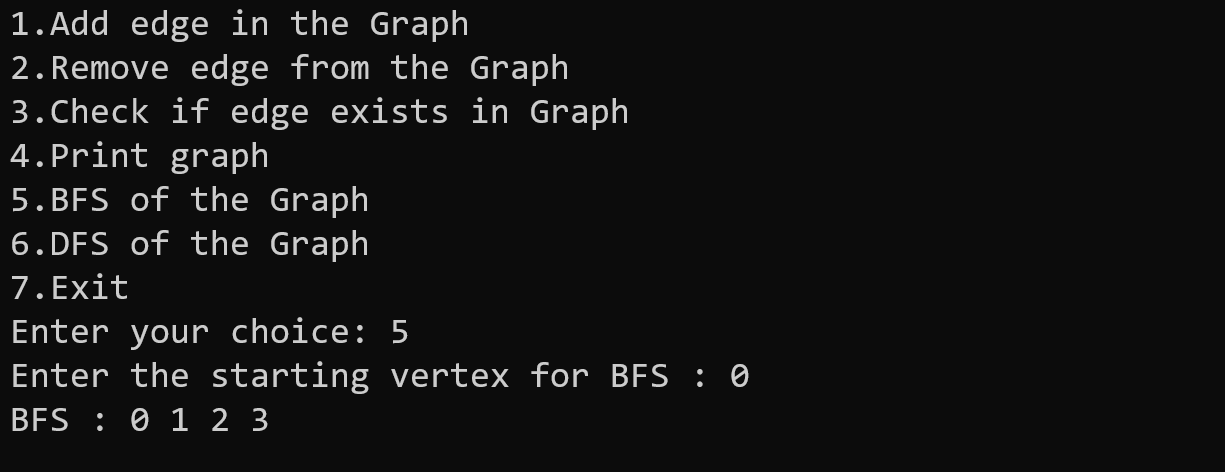 1.Add edge in the Graph
2.Remove edge from the Graph
3.Check if edge exists in Graph
4.Print graph
5.BFS of the Graph
6.DFS of the Graph
7.Exit
Enter your choice: 5
Enter the starting vertex for BFS : 0
BFS : 0 1 2 3